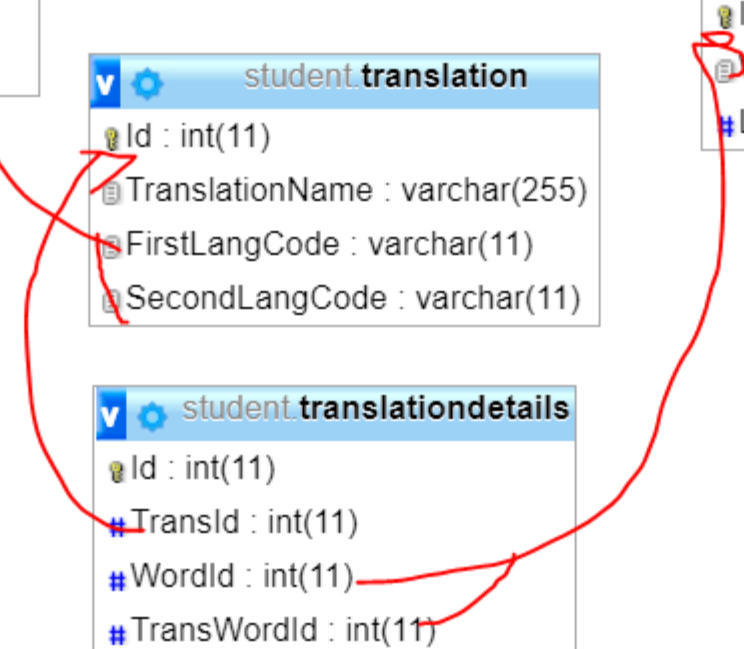 v student.translation
Id : int(11)
TranslationName : varchar(255)
FirstLangCode : varchar(11)
SecondLangCode : varchar(11)
v student.translationdetails
Id : int(11)
# TransId : int(11)
# WordId : int(11)
# TransWordId : int(11)
#